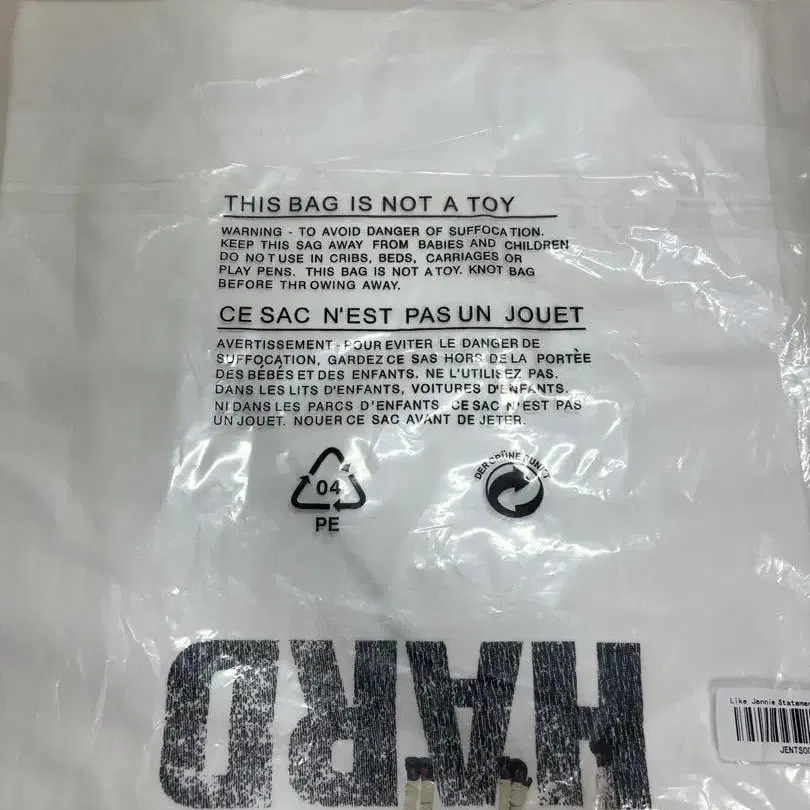 THIS BAG IS NOT A TOY
WARNING - TO AVOID DANGER OF SUFFOCATION.
KEEP THIS SAG AWAY FROM BABIES AND CHILDREN
DO NOT USE IN CRIBS, BEDS, CARRIAGES OR
PLAY PENS. THIS BAG IS NOT A TOY. KNOT BAG
BEFORE THROWING AWAY.
CE SAC N'EST PAS UN JOUET
AVERTISSEMENT - POUR EVITER LE DANGER DE
SUFFOCATION, GARDEZ CE SAS HORS DE LA PORTÈE
DES BÉBÉS ET DES ENFANTS. NE L'UTILISEZ PAS.
DANS LES LITS D'ENFANTS, VOITURES D'ENFANTS.
NI DANS LES PARCS D'ENFANTS CE SAC N'EST PAS
UN JOUET. NOUER CE SAC AVANT DE JETER.
04
PE
DER GRÜNE PUNKT
HARD
Like Jennie Statemen
JENTS00